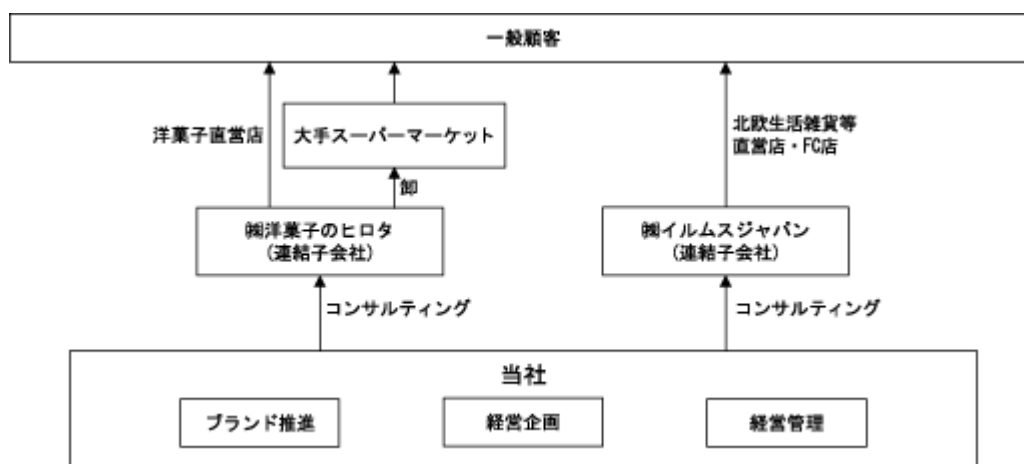 一般顧客
洋菓子直営店
大手スーパーマーケット
北欧生活雑貨等
直営店・FC店
卸
㈱洋菓子のヒロタ
(連結子会社)
㈱イルムスジャパン
(連結子会社)
コンサルティング
コンサルティング
当社
ブランド推進
経営企画
経営管理